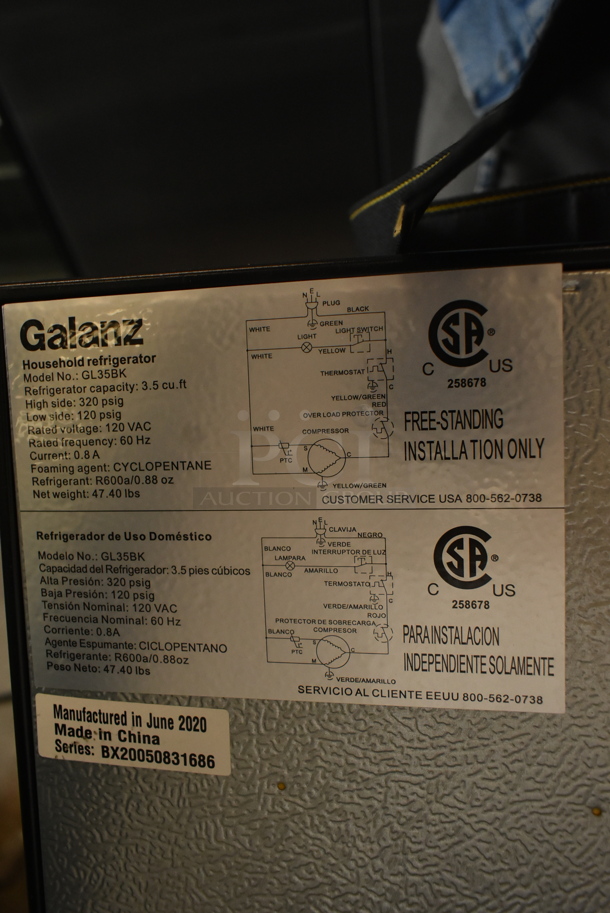 Galanz
Household refrigerator
Model No.: GL35BK
Refrigerator capacity: 3.5 cu.ft
High side: 320 psig
Low side: 120 psig
Rated voltage: 120 VAC
Rated frequency: 60 Hz
Current: 0.8 A
Foaming agent: CYCLOPENTANE
Refrigerant: R600a/0.88 oz
Net weight: 47.40 lbs
N E L
PLUG
BLACK
WHITE
GREEN
LIGHT
LIGHT SWITCH
WHITE
YELLOW
H
THERMOSTAT
C
YELLOW/GREEN
RED
OVER LOAD PROTECTOR
WHITE
COMPRESSOR
PTC
S
M
C
YELLOW/GREEN
CSA®
C US
258678
FREE-STANDING
INSTALLATION ONLY
CUSTOMER SERVICE USA 800-562-0738
AUCTION
Refrigerador de Uso Doméstico
Modelo No.: GL35BK
Capacidad del Refrigerador: 3.5 pies cúbicos
Alta Presión: 320 psig
Baja Presión: 120 psig
Tensión Nominal: 120 VAC
Frecuencia Nominal: 60 Hz
Corriente: 0.8A
Agente Espumante: CICLOPENTANO
Refrigerante: R600a/0.88oz
Peso Neto: 47.40 lbs
N E L
CLAVIJA
NEGRO
VERDE
BLANCO
INTERRUPTOR DE LUZ
LAMPARA
BLANCO
AMARILLO
H
TERMOSTATO
C
VERDE/AMARILLO
ROJO
PROTECTOR DE SOBRECARGA
BLANCO
COMPRESOR
PTC
S
M
C
VERDE/AMARILLO
CSA®
C US
258678
PARA INSTALACION
INDEPENDIENTE SOLAMENTE
SERVICIO AL CLIENTE EEUU 800-562-0738
Manufactured in June 2020
Made in China
Series: BX20050831686